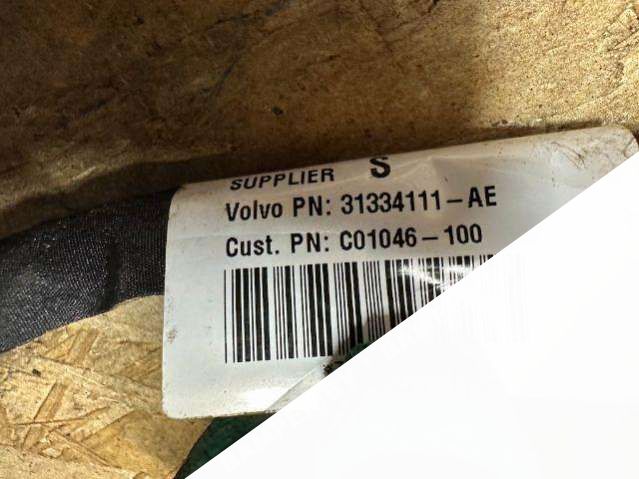 SUPPLIER S
Volvo PN: 31334111-AE
Cust. PN: C01046-100